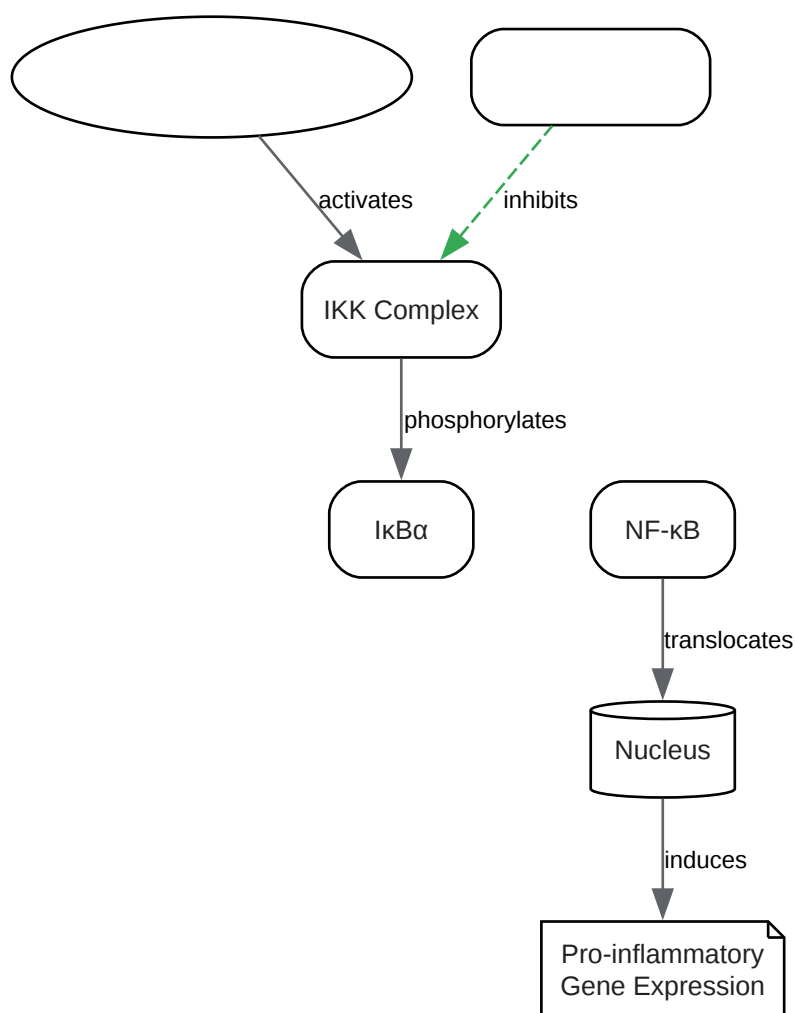 activates
inhibits
IKK Complex
phosphorylates
IκBα
NF-κB
translocates
Nucleus
induces
Pro-inflammatory
Gene Expression